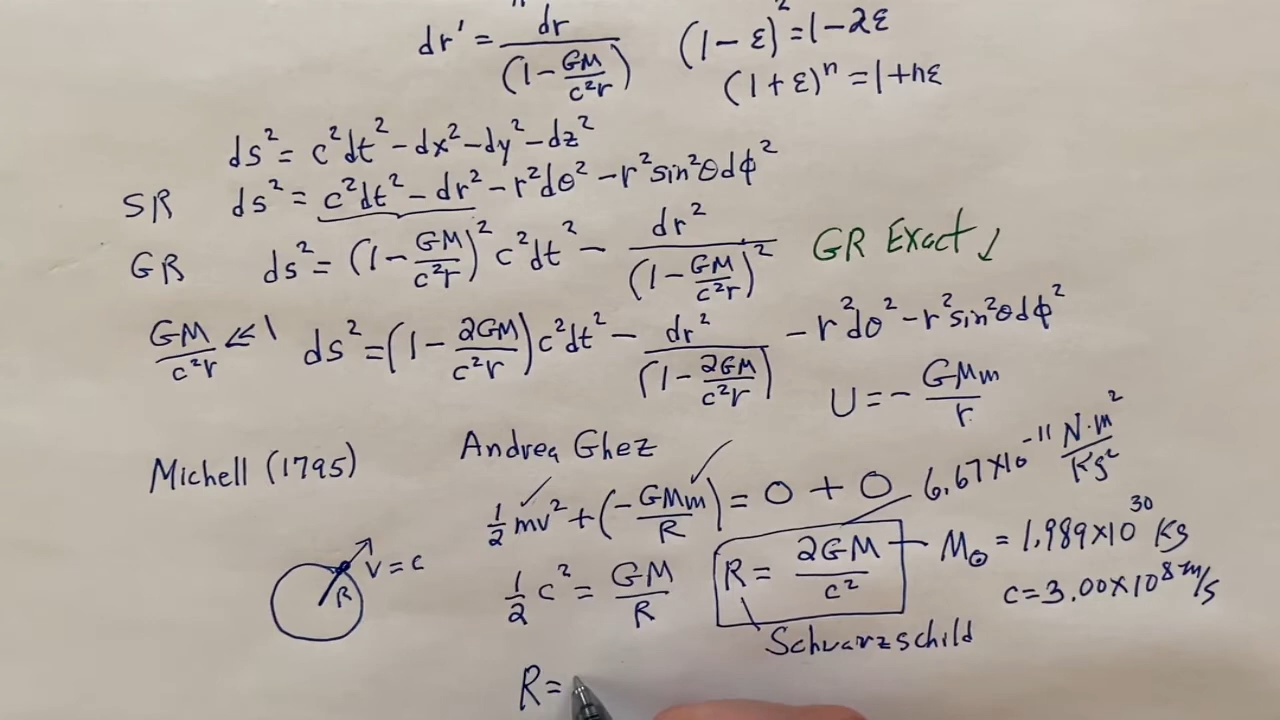 dr' = dr/(1 - GM/c²r)   (1 - ε)² = 1 - 2ε
(1 + ε)ⁿ = 1 + nε
ds² = c²dt² - dx² - dy² - dz²
SR ds² = c²dt² - dr² - r²dθ² - r²sin²θdϕ²
GR ds² = (1 - GM/c²r)² c²dt² - dr²/(1 - GM/c²r)²   GR Exact ↓
GM/c²r << 1   ds² = (1 - 2GM/c²r) c²dt² - dr²/(1 - 2GM/c²r) - r²dθ² - r²sin²θdϕ²
U = - GMm/r
Michell (1795)   Andrea Ghez
½mv² + (- GMm/R) = 0 + 0   6.67×10⁻¹¹ N·m²/Kg²
V = c
R
½c² = GM/R   R = 2GM/c²   M⊙ = 1.989×10³⁰ Kg
c = 3.00×10⁸ m/s
Schwarzschild
R =